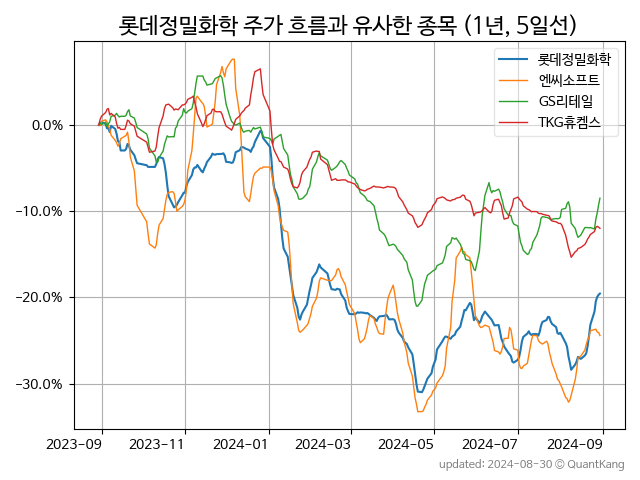 롯데정밀화학 주가 흐름과 유사한 종목 (1년, 5일선)
롯데정밀화학
엔씨소프트
GS리테일
TKG휴켐스
0.0%
−10.0%
−20.0%
−30.0%
2023-09 2023-11 2024-01 2024-03 2024-05 2024-07 2024-09
updated: 2024-08-30 © QuantKang